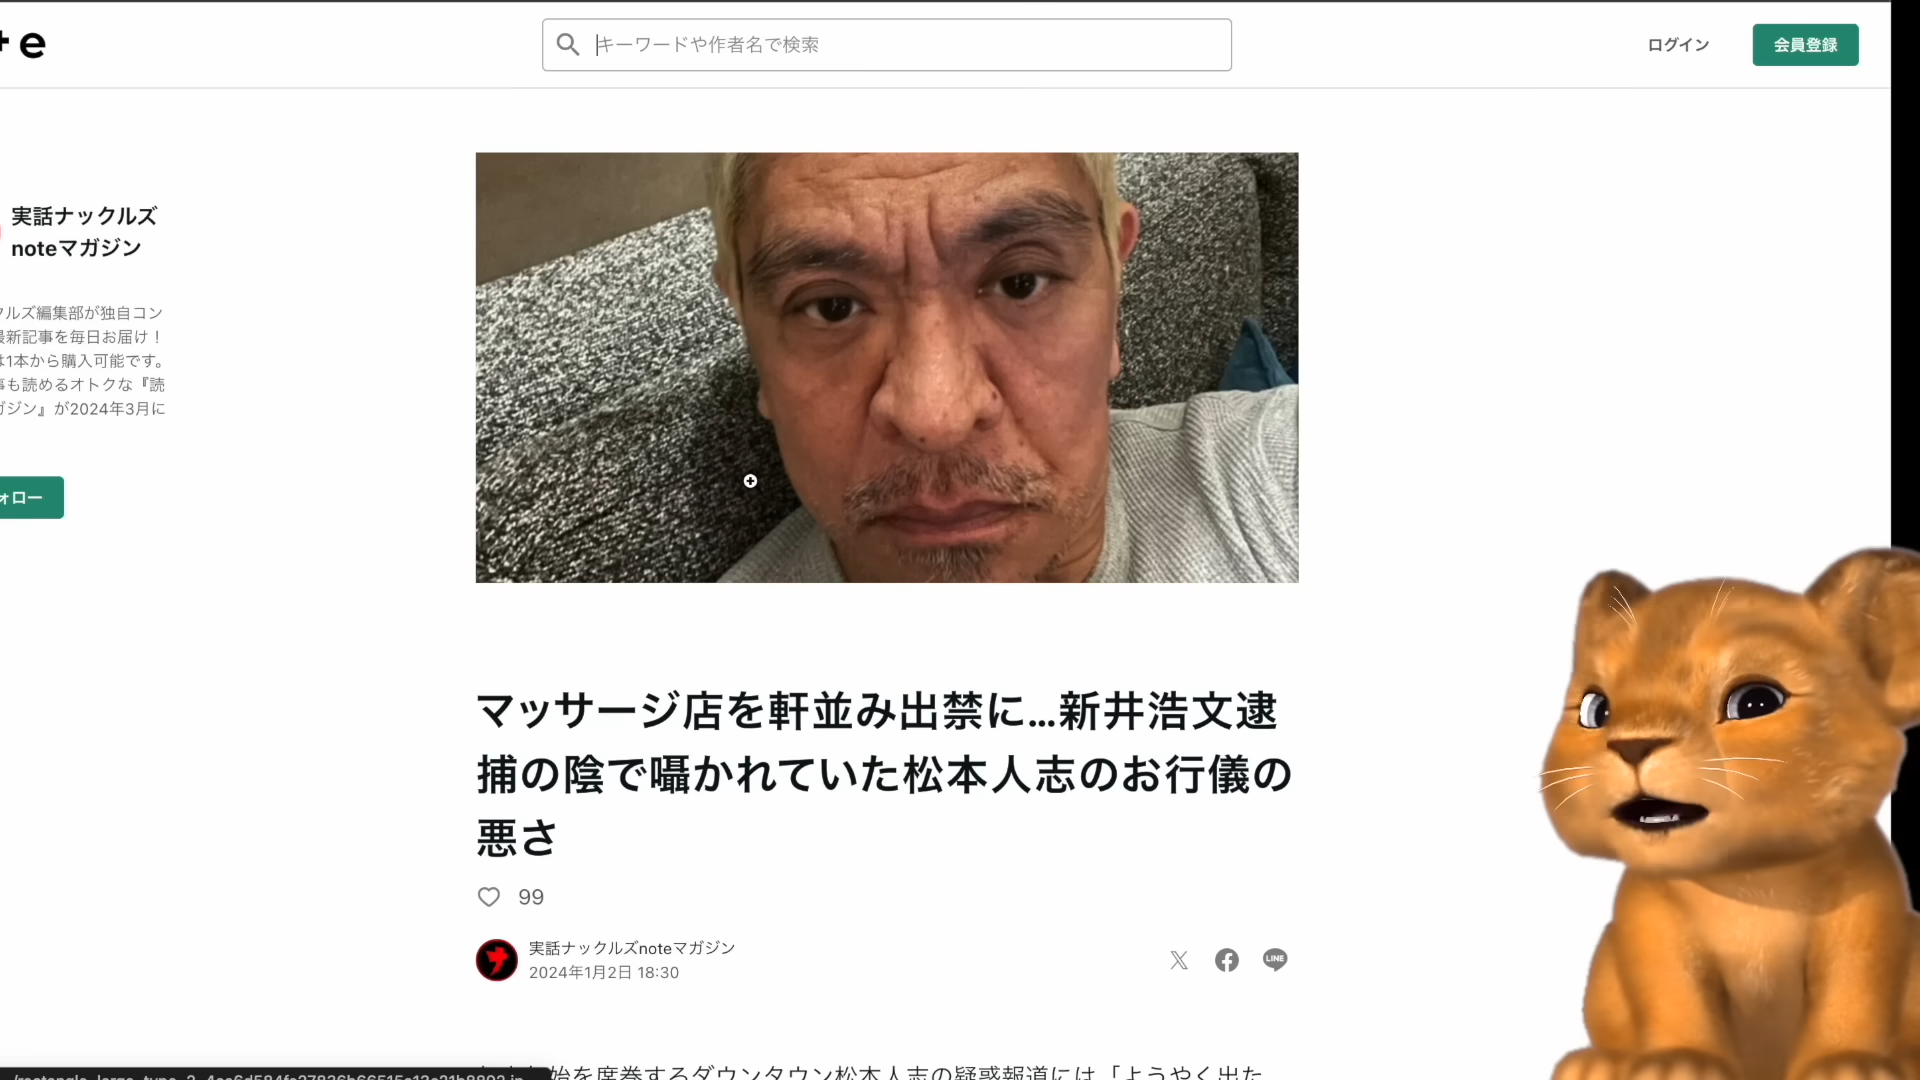 te
キーワードや作者名で検索
ログイン
会員登録
実話ナックルズ
noteマガジン
クルズ編集部が独自コン
最新記事を毎日お届け！
は1本から購入可能です。
事も読めるオトクな『読
ガジン』が2024年3月に
ォロー
マッサージ店を軒並み出禁に...新井浩文逮
捕の陰で囁かれていた松本人志のお行儀の
悪さ
99
実話ナックルズnoteマガジン
2024年1月2日 18:30
LINE
始を席巻するダウンタウン松本人志の疑惑報道には「ようやく出た